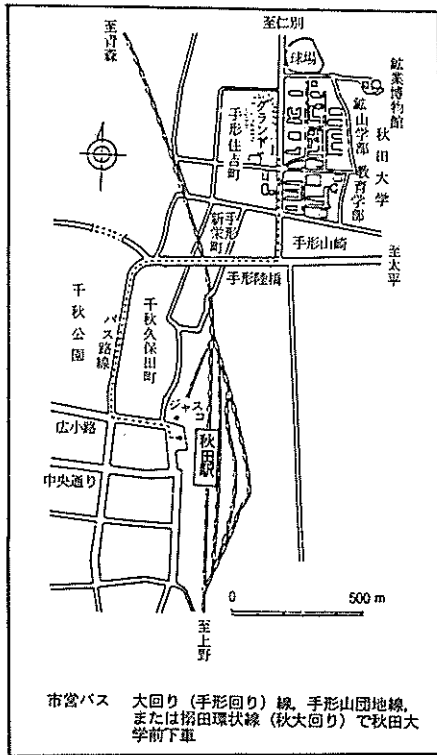 至青森
至仁別
球場
鉱業博物館
鉱山学部
秋田大学
教育学部
グランド
手形住吉町
手形新栄町
手形山崎
至太平
手形陸橋
千秋公園
バス路線
千秋久保田町
ジャスコ
広小路
秋田駅
中央通り
0 500 m
至上野
市営バス 大回り(手形回り)線,手形山団地線,
または搦田環状線(秋大回り)で秋田大
学前下車